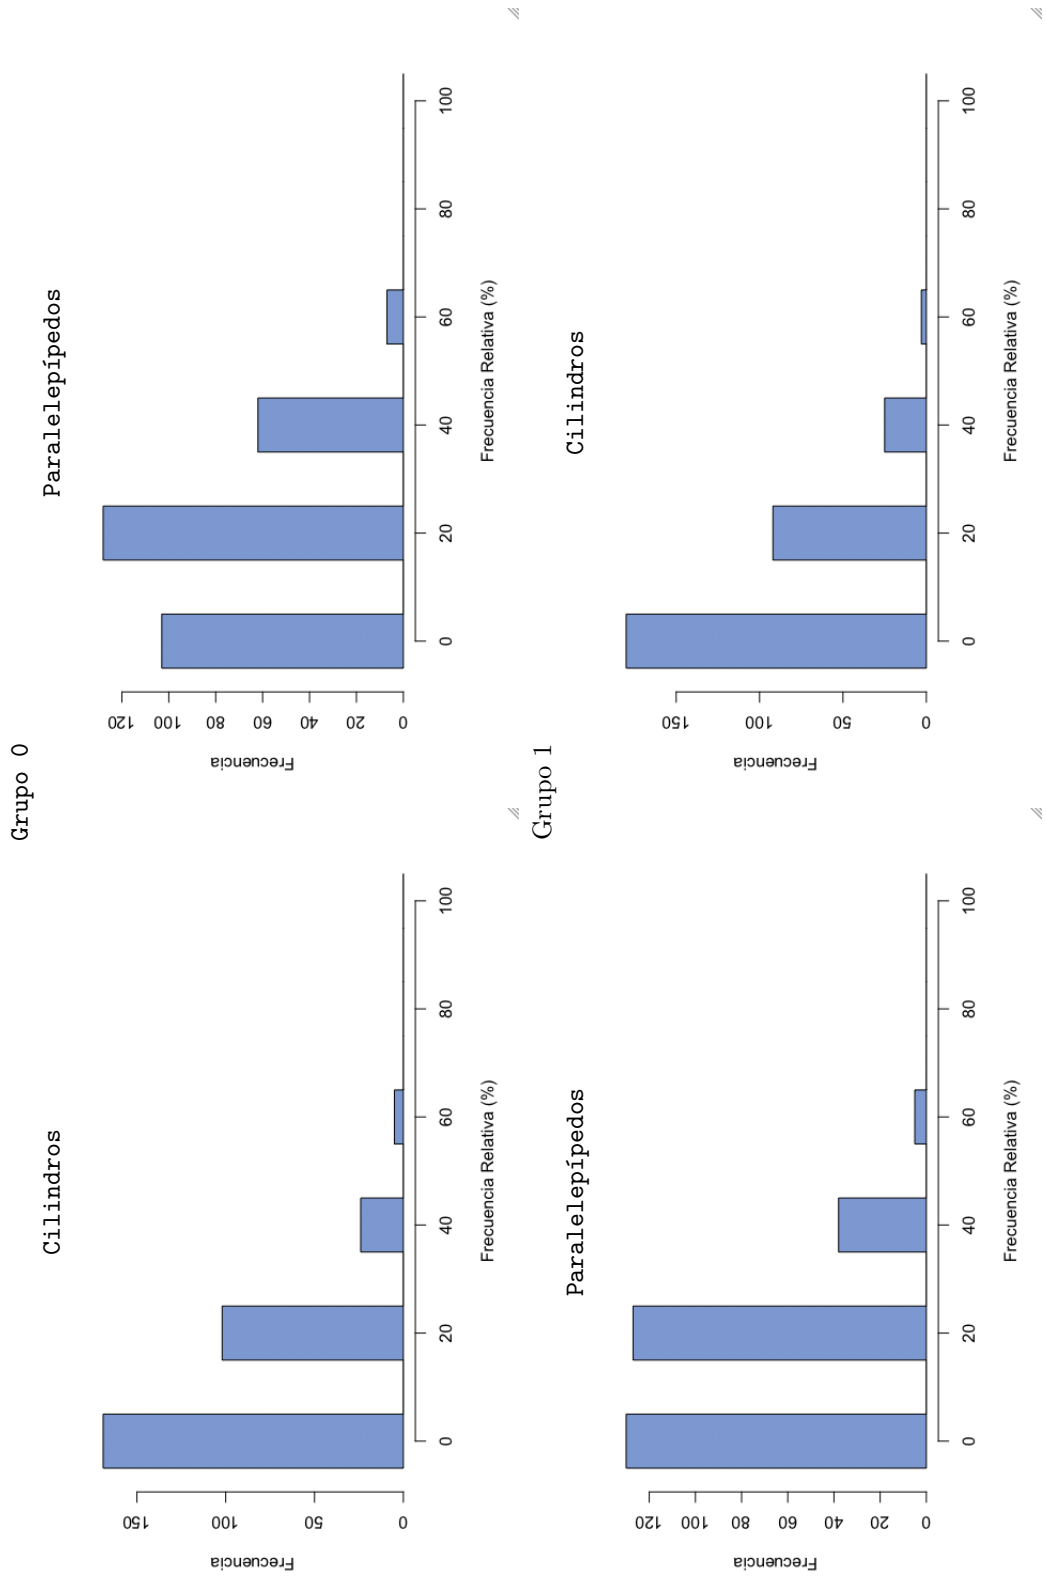 Grupo 0
Cilindros
Frecuencia
0 50 100 150
0 20 40 60 80 100
Frecuencia Relativa (%)
Paralelepípedos
Frecuencia
0 20 40 60 80 100 120
0 20 40 60 80 100
Frecuencia Relativa (%)
Grupo 1
Paralelepípedos
Frecuencia
0 20 40 60 80 100 120
0 20 40 60 80 100
Frecuencia Relativa (%)
Cilindros
Frecuencia
0 50 100 150
0 20 40 60 80 100
Frecuencia Relativa (%)